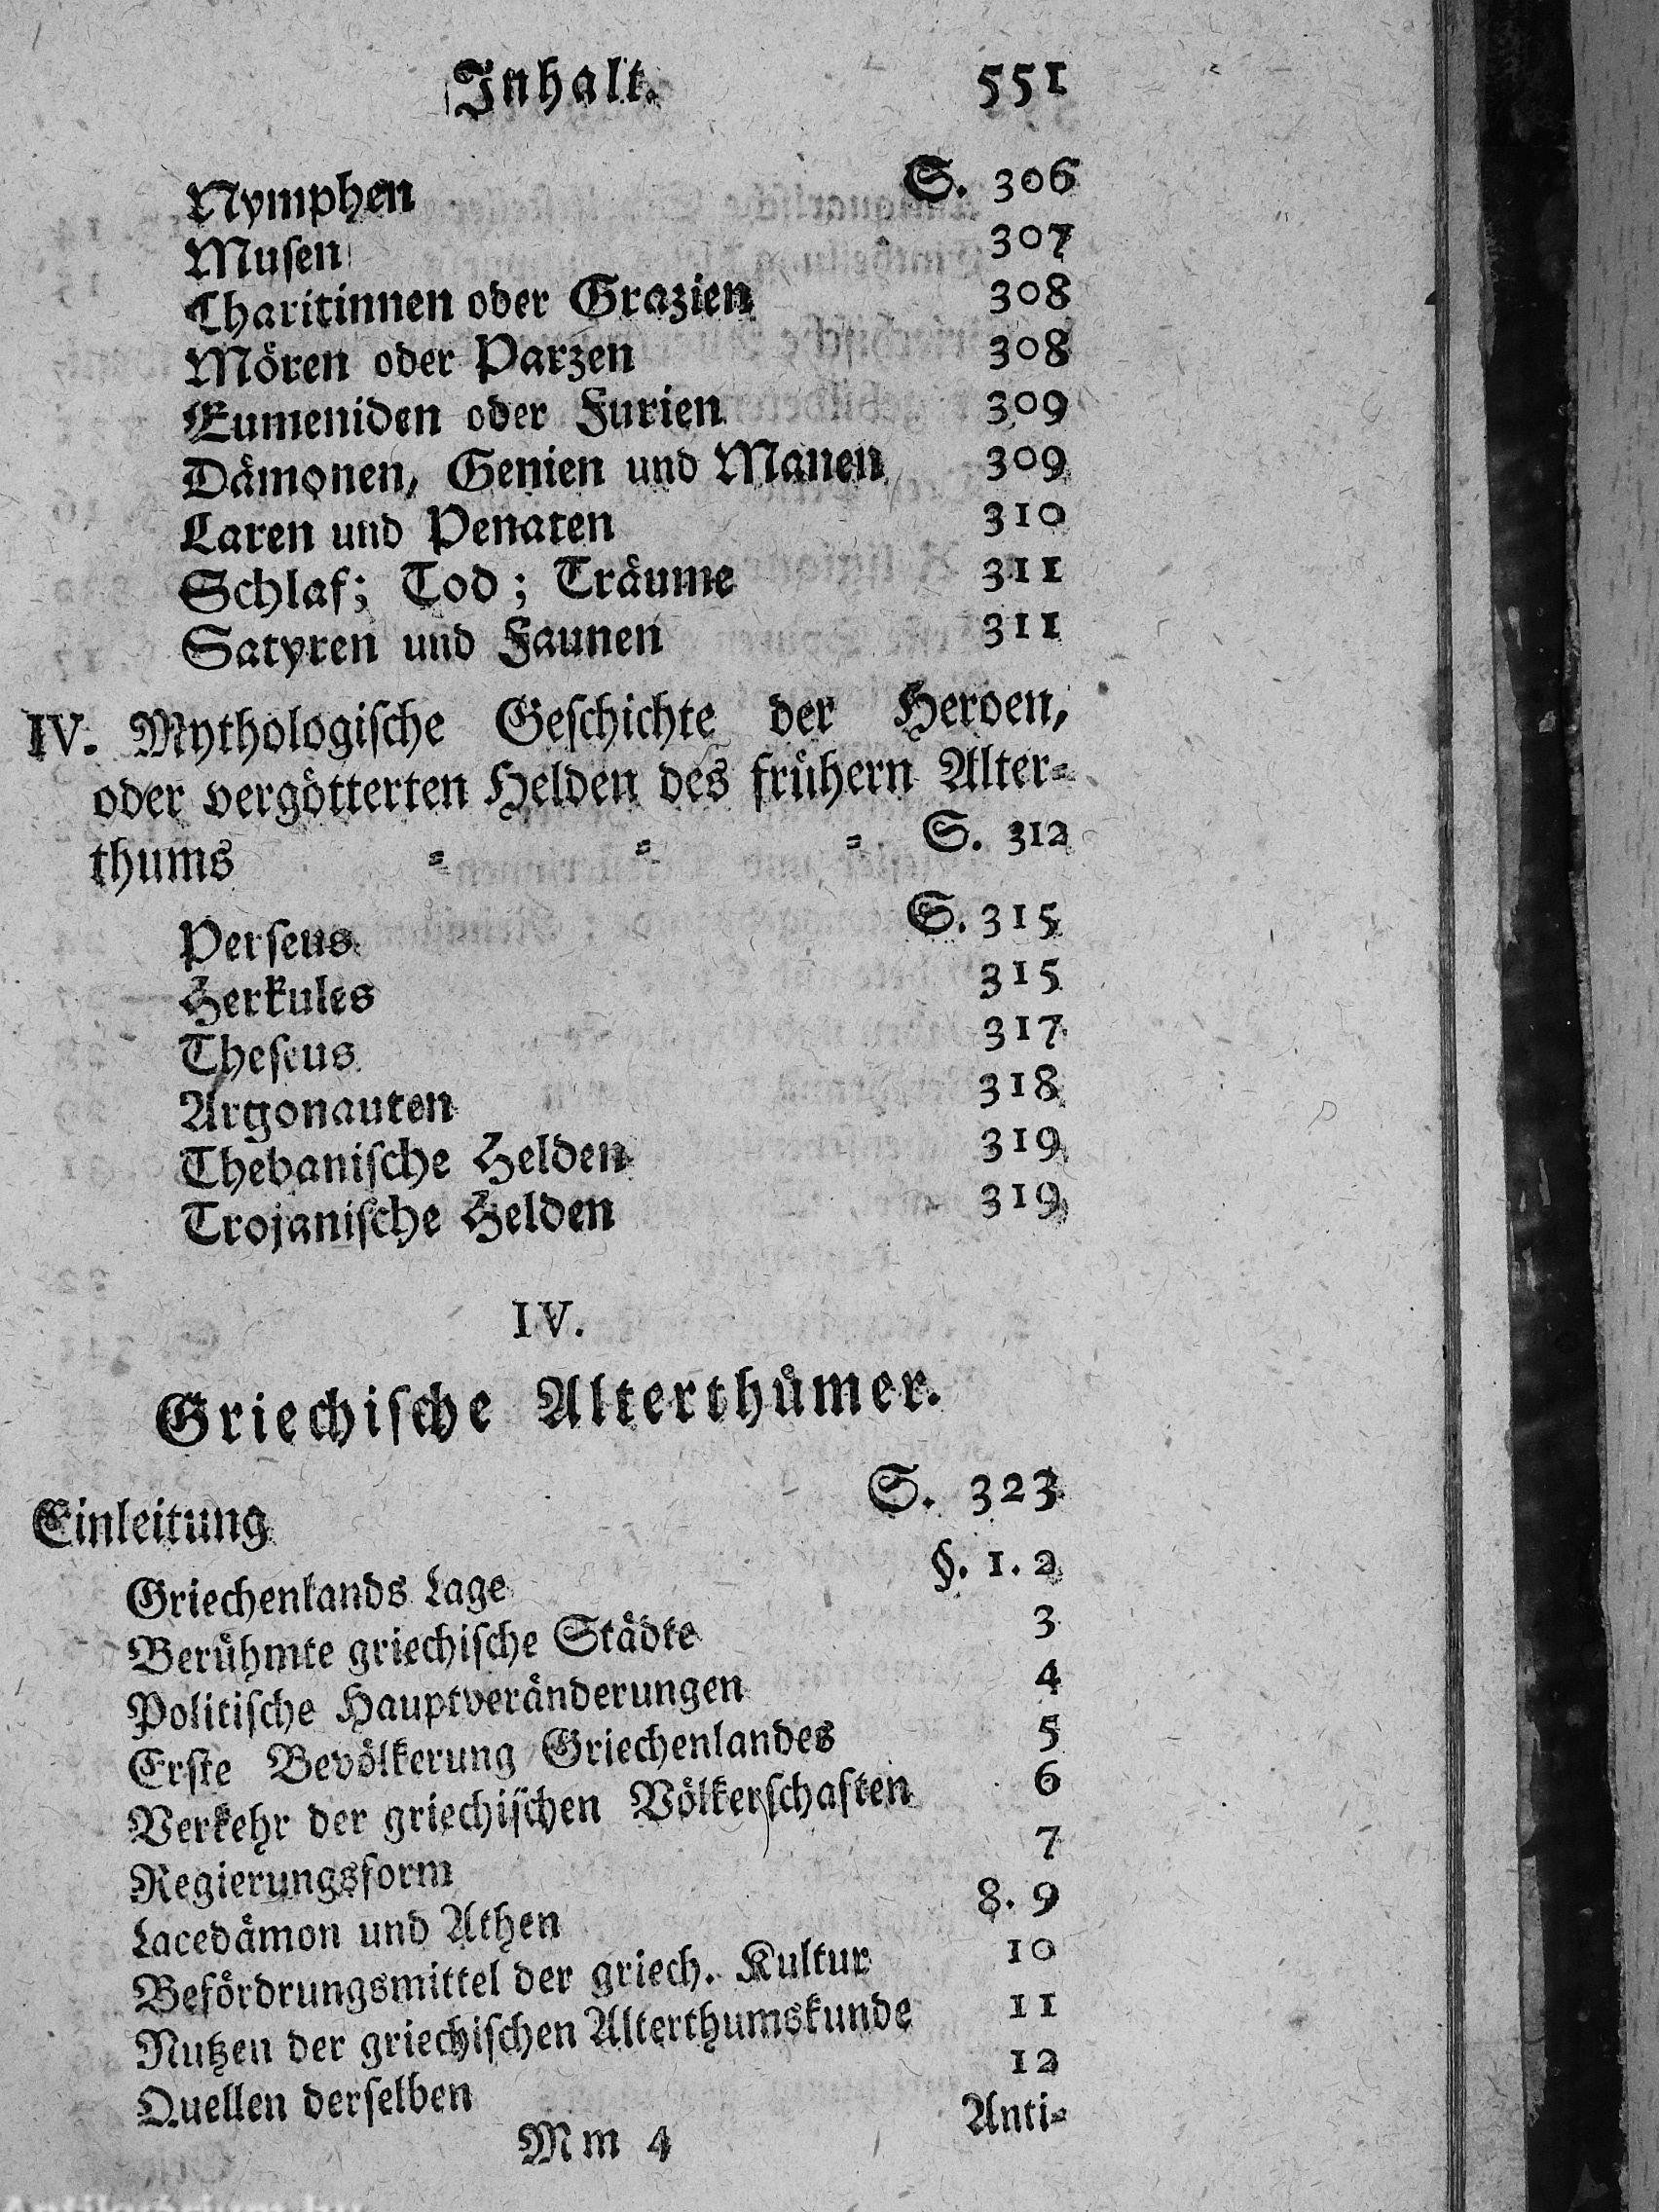 Inhalt. 551
Nymphen S. 306
Muſen 307
Charitinnen oder Grazien 308
Mören oder Parzen 308
Eumeniden oder Furien 309
Dämonen, Genien und Manen 309
Laren und Penaten 310
Schlaf; Tod; Träume 311
Satyren und Faunen 311
IV. Mythologiſche Geſchichte der Heroen,
oder vergötterten Helden des frühern Alter⸗
thums ⸗ ⸗ ⸗ S. 312
Perſeus S. 315
Herkules 315
Theſeus 317
Argonauten 318
Thebaniſche Helden 319
Trojaniſche Helden 319
IV.
Griechiſche Alterthümer.
Einleitung S. 323
Griechenlands Lage §. 1. 2
Berühmte griechiſche Städte 3
Politiſche Hauptveränderungen 4
Erſte Bevölkerung Griechenlandes 5
Verkehr der griechiſchen Völkerſchaften 6
Regierungsform 7
Lacedämon und Athen 8. 9
Befördrungsmittel der griech. Kultur 10
Nutzen der griechiſchen Alterthumskunde 11
Quellen derſelben 12
Mm 4 Anti⸗